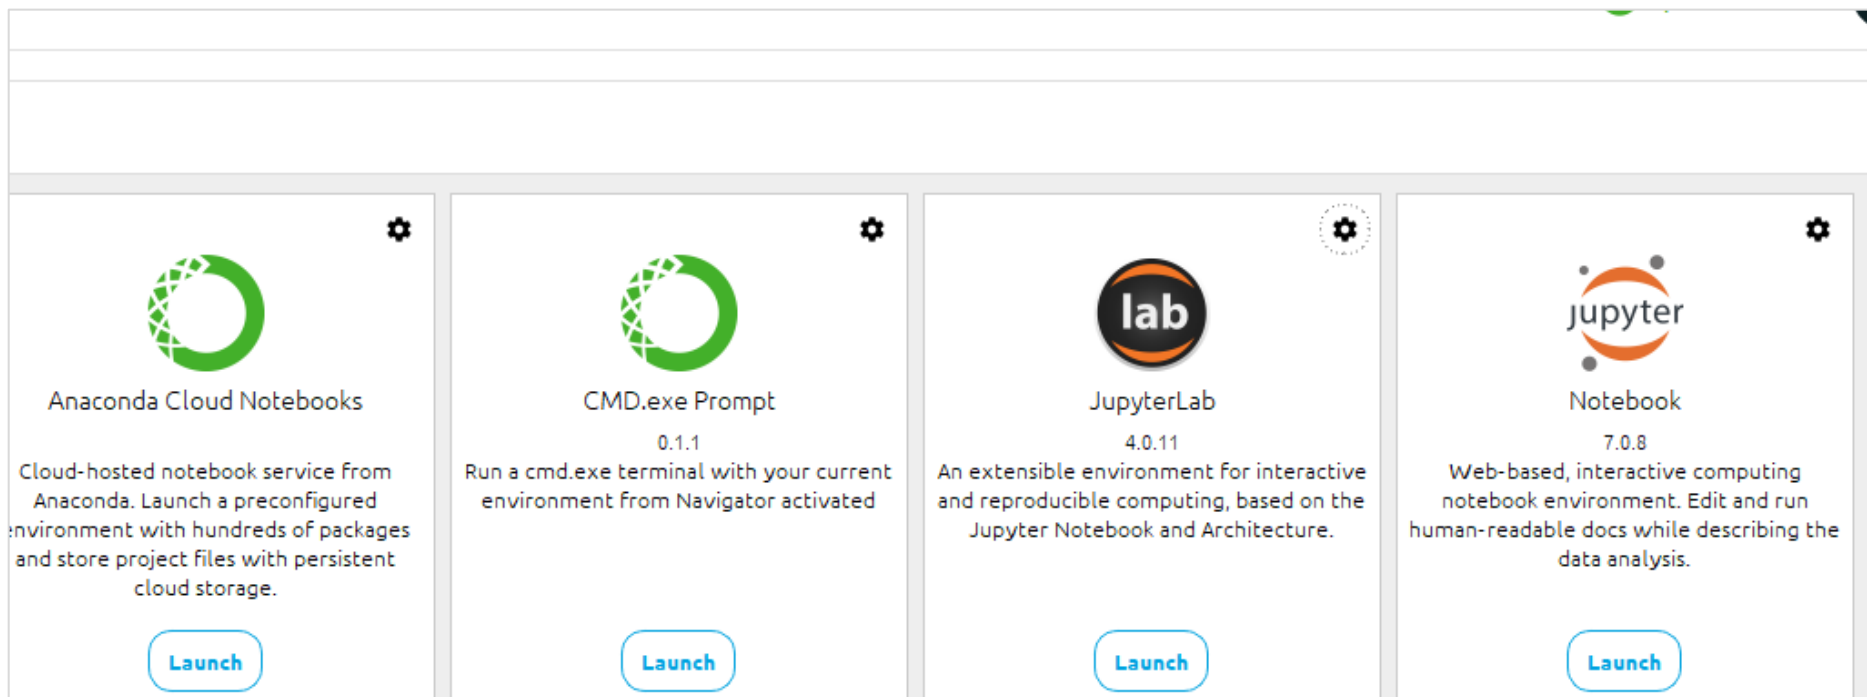 Anaconda Cloud Notebooks
Cloud-hosted notebook service from
Anaconda. Launch a preconfigured
environment with hundreds of packages
and store project files with persistent
cloud storage.
Launch
CMD.exe Prompt
0.1.1
Run a cmd.exe terminal with your current
environment from Navigator activated
Launch
lab
JupyterLab
4.0.11
An extensible environment for interactive
and reproducible computing, based on the
Jupyter Notebook and Architecture.
Launch
jupyter
Notebook
7.0.8
Web-based, interactive computing
notebook environment. Edit and run
human-readable docs while describing the
data analysis.
Launch